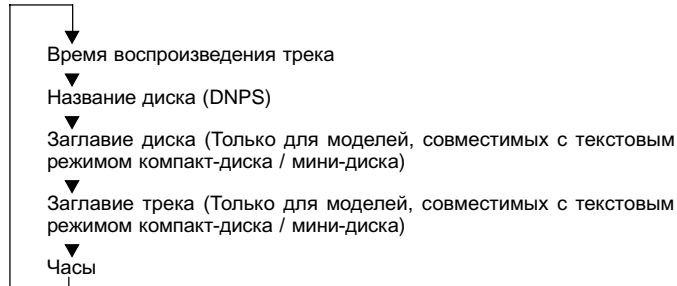 Время воспроизведения трека
Название диска (DNPS)
Заглавие диска (Только для моделей, совместимых с текстовым
режимом компакт-диска / мини-диска)
Заглавие трека (Только для моделей, совместимых с текстовым
режимом компакт-диска / мини-диска)
Часы